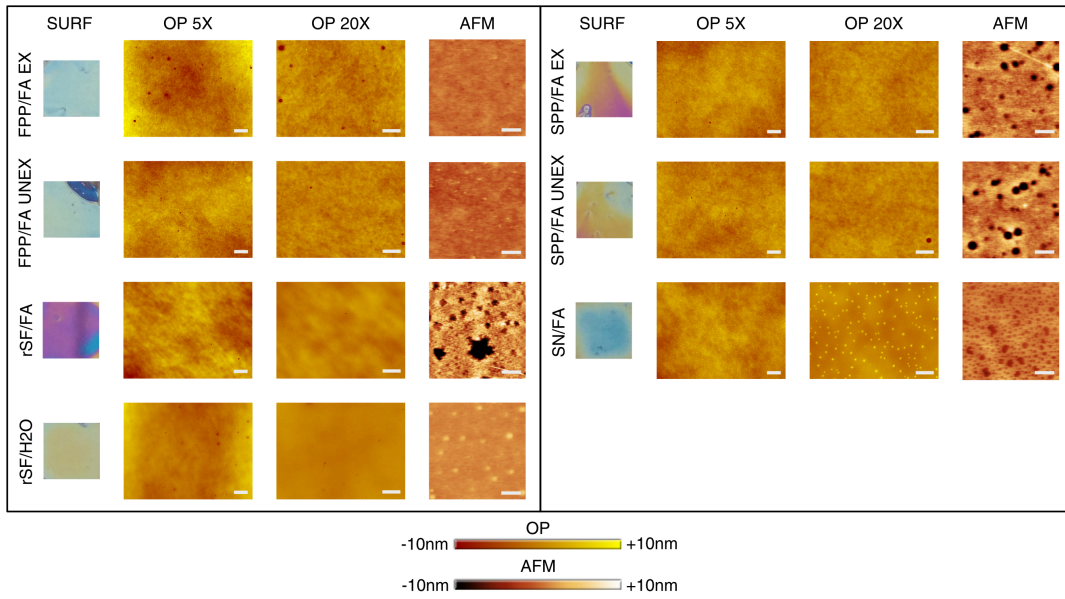 SURF OP 5X OP 20X AFM
FPP/FA EX
FPP/FA UNEX
rSF/FA
rSF/H2O
SURF OP 5X OP 20X AFM
SPP/FA EX
SPP/FA UNEX
SN/FA
OP
-10nm +10nm
AFM
-10nm +10nm